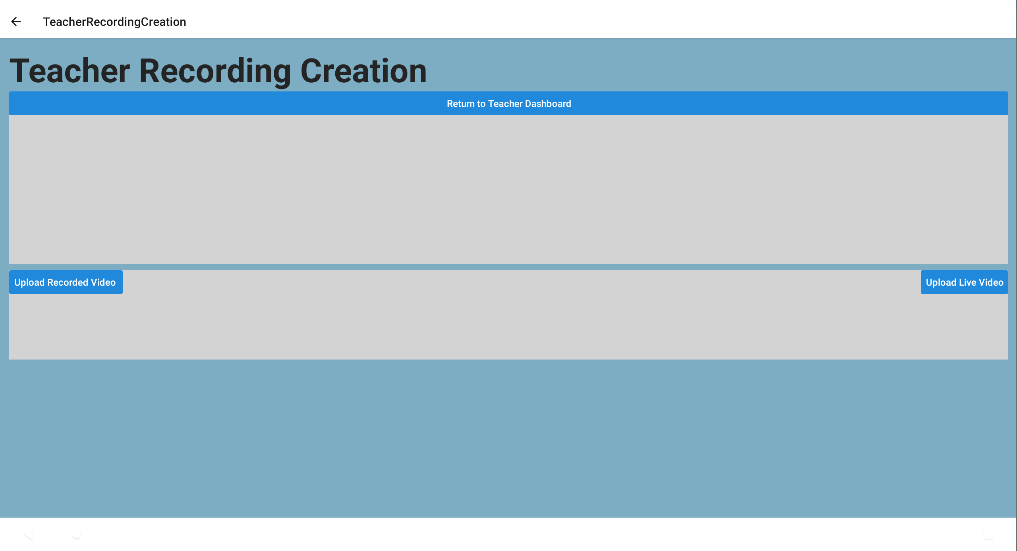 TeacherRecordingCreation
Teacher Recording Creation
Return to Teacher Dashboard
Upload Recorded Video
Upload Live Video